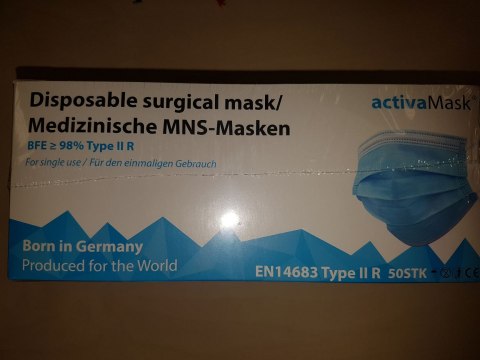 Disposable surgical mask/
Medizinische MNS-Masken
BFE ≥ 98% Type II R
For single use / Für den einmaligen Gebrauch
activaMask®
Born in Germany
Produced for the World
EN14683 Type II R 50STK
CE